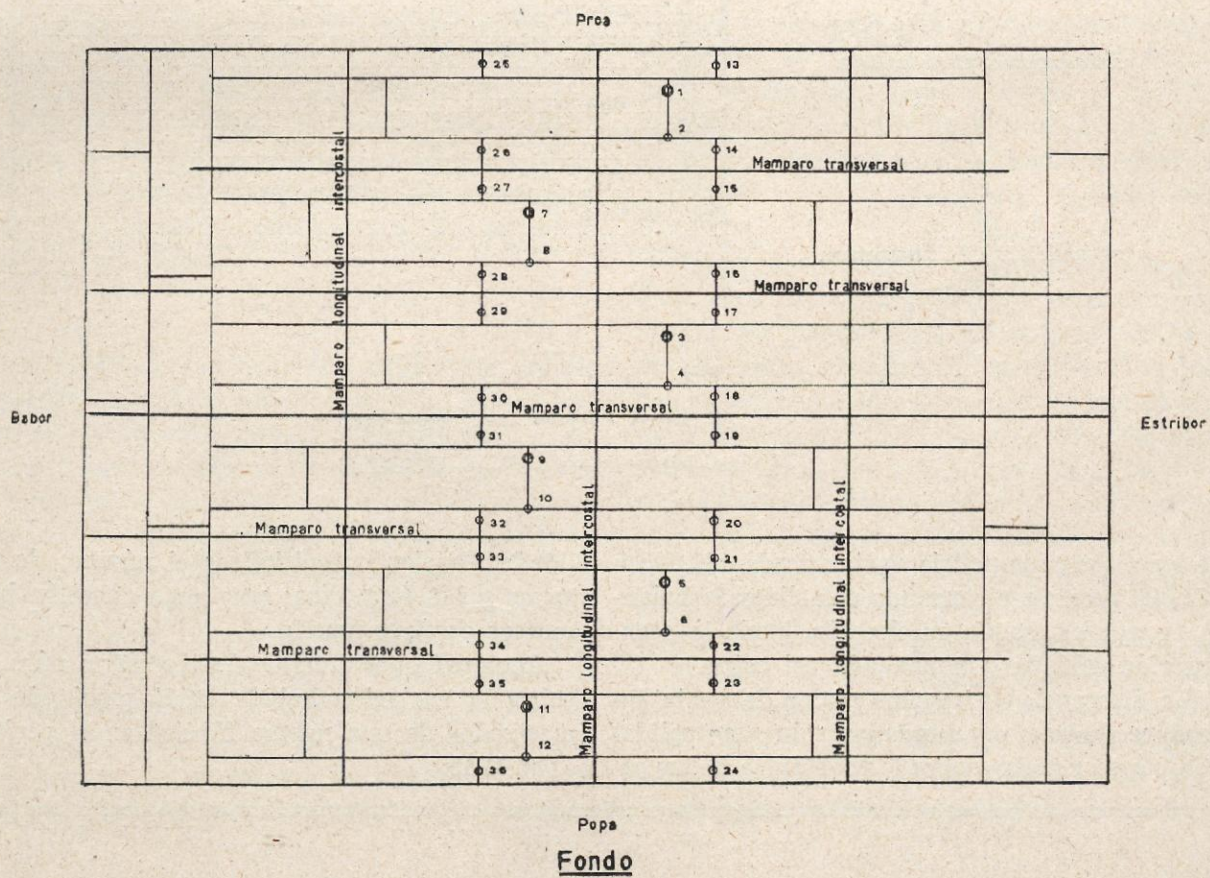 Proa
25 13
1
2
26 14
Mamparo transversal
27 15
7
8
28 16
Mamparo transversal
29 17
3
4
30 18
Mamparo transversal
Babor
Estribor
31 19
9
10
32 20
Mamparo transversal
33 21
5
6
34 22
Mamparo transversal
35 23
11
12
36 24
Mamparo longitudinal intercostal
Mamparo longitudinal intercostal
Mamparo longitudinal intercostal
Popa
Fondo